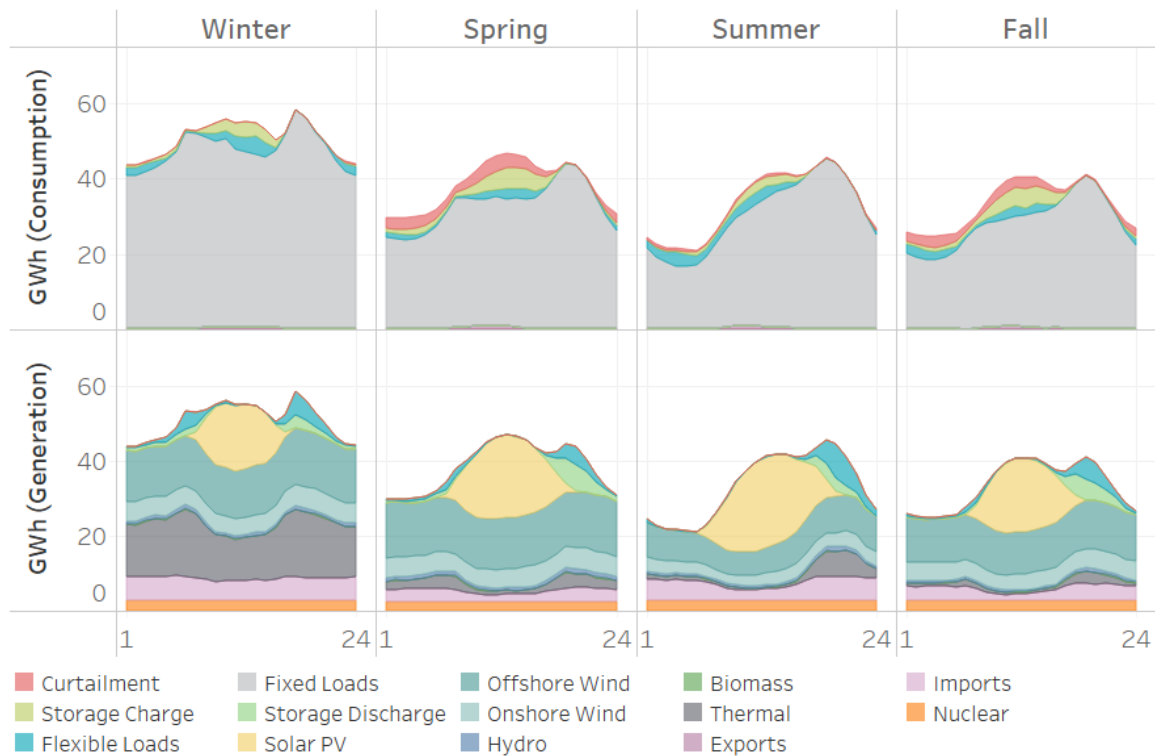 Winter Spring Summer Fall
GWh (Consumption)
60
40
20
0
GWh (Generation)
60
40
20
0
1 24 1 24 1 24 1 24
Curtailment Fixed Loads Offshore Wind Biomass Imports
Storage Charge Storage Discharge Onshore Wind Thermal Nuclear
Flexible Loads Solar PV Hydro Exports